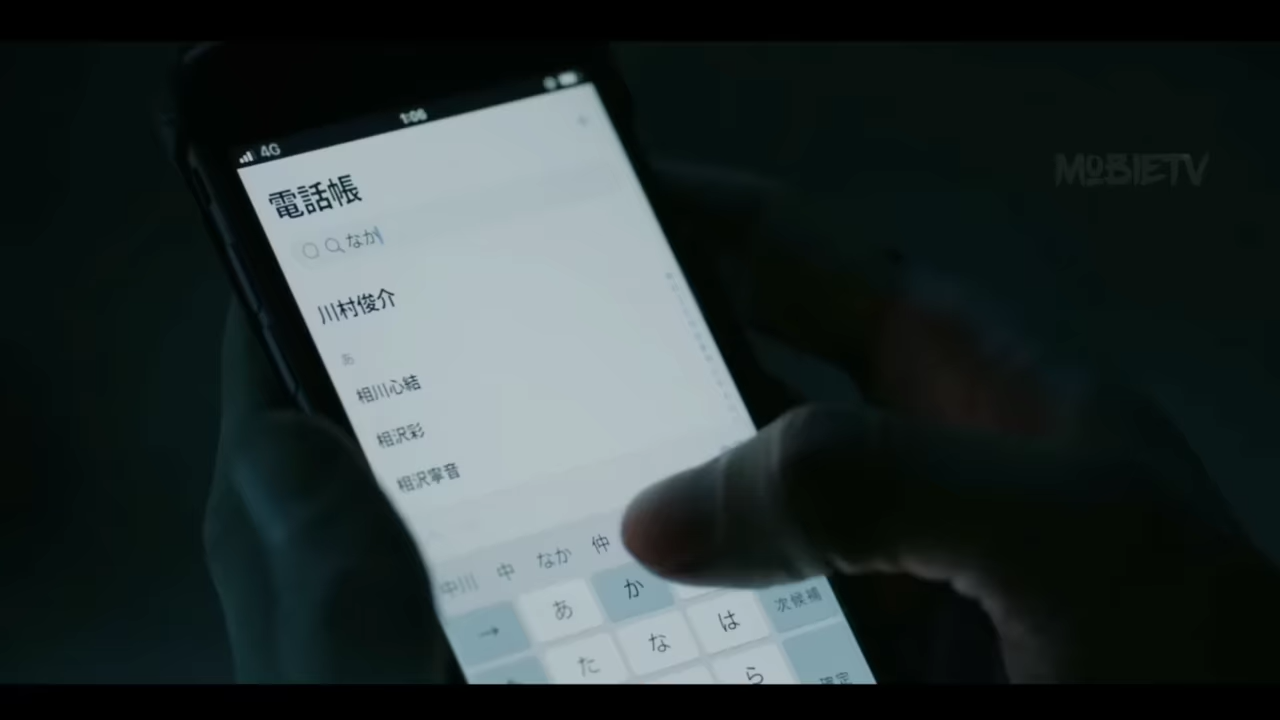 4G 1:06
MOBIETV
電話帳
なか
川村俊介
あ
相川心結
相沢彩
相沢寧音
中川 中 なか 仲
→ あ か 次候補
た な は
ら 確定